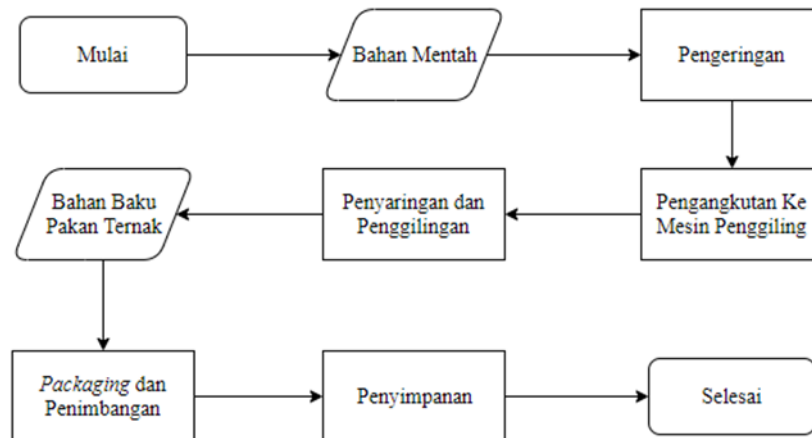 Mulai
Bahan Mentah
Pengeringan
Pengangkutan Ke
Mesin Penggiling
Penyaringan dan
Penggilingan
Bahan Baku
Pakan Ternak
Packaging dan
Penimbangan
Penyimpanan
Selesai